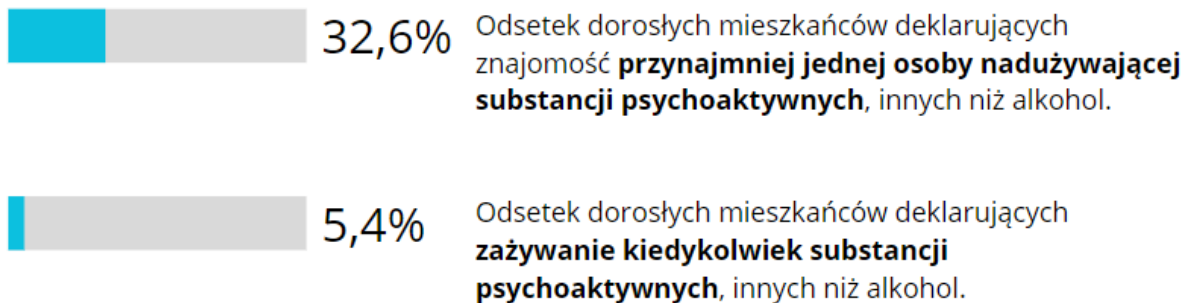 32,6%
Odsetek dorosłych mieszkańców deklarujących
znajomość przynajmniej jednej osoby nadużywającej
substancji psychoaktywnych, innych niż alkohol.
5,4%
Odsetek dorosłych mieszkańców deklarujących
zażywanie kiedykolwiek substancji
psychoaktywnych, innych niż alkohol.